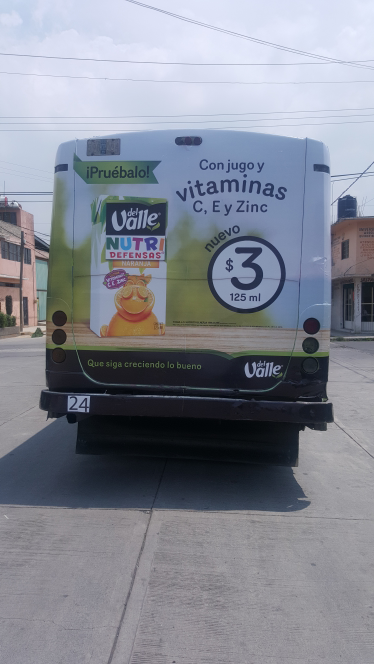 ¡Pruébalo!
Con jugo y
vitaminas
C, E y Zinc
del
Valle
NUTRI
DEFENSAS
NARANJA
nuevo
$3
125 ml
Que siga creciendo lo bueno
del
Valle
24